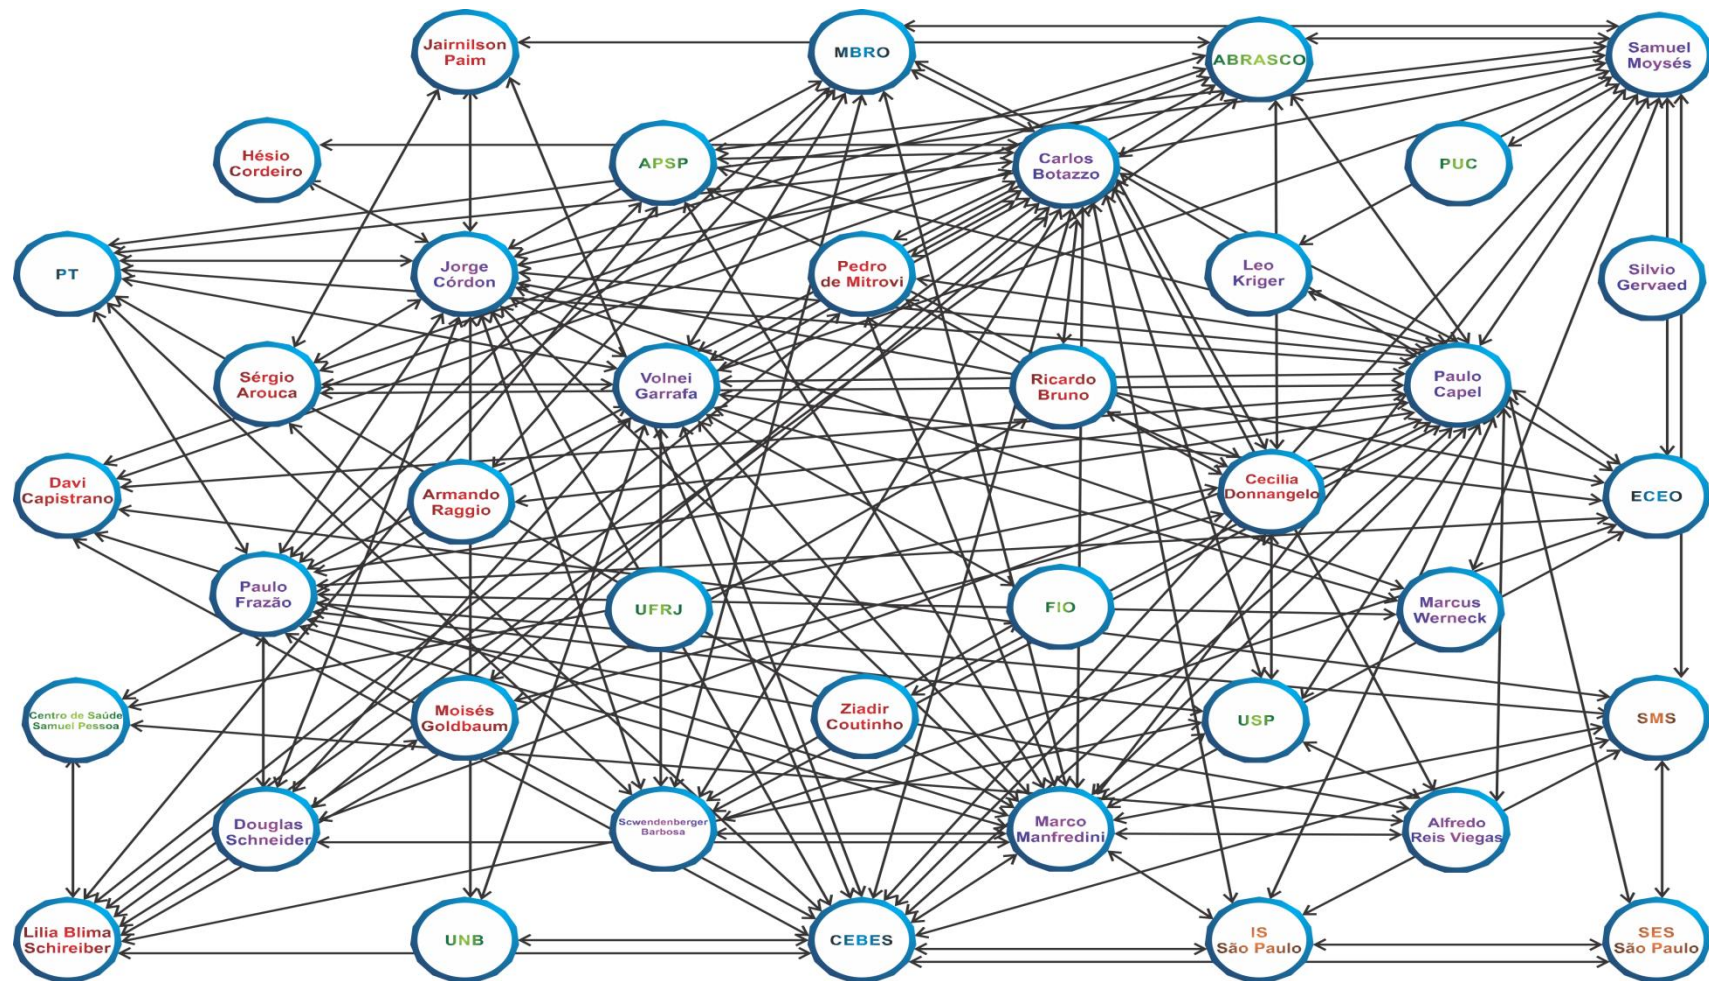 Jairnilson
Paim
MBRO
ABRASCO
Samuel
Moysés
Hésio
Cordeiro
APSP
Carlos
Botazzo
PUC
PT
Jorge
Córdon
Pedro
de Mitrovi
Leo
Kriger
Silvio
Gervaed
Sérgio
Arouca
Volnei
Garrafa
Ricardo
Bruno
Paulo
Capel
Davi
Capistrano
Armando
Raggio
Cecilia
Donnangelo
ECEO
Paulo
Frazão
UFRJ
FIO
Marcus
Werneck
Centro de Saúde
Samuel Pessoa
Moisés
Goldbaum
Ziadir
Coutinho
USP
SMS
Douglas
Schneider
Scwendenberger
Barbosa
Marco
Manfredini
Alfredo
Reis Viegas
Lilia Blima
Schireiber
UNB
CEBES
IS
São Paulo
SES
São Paulo